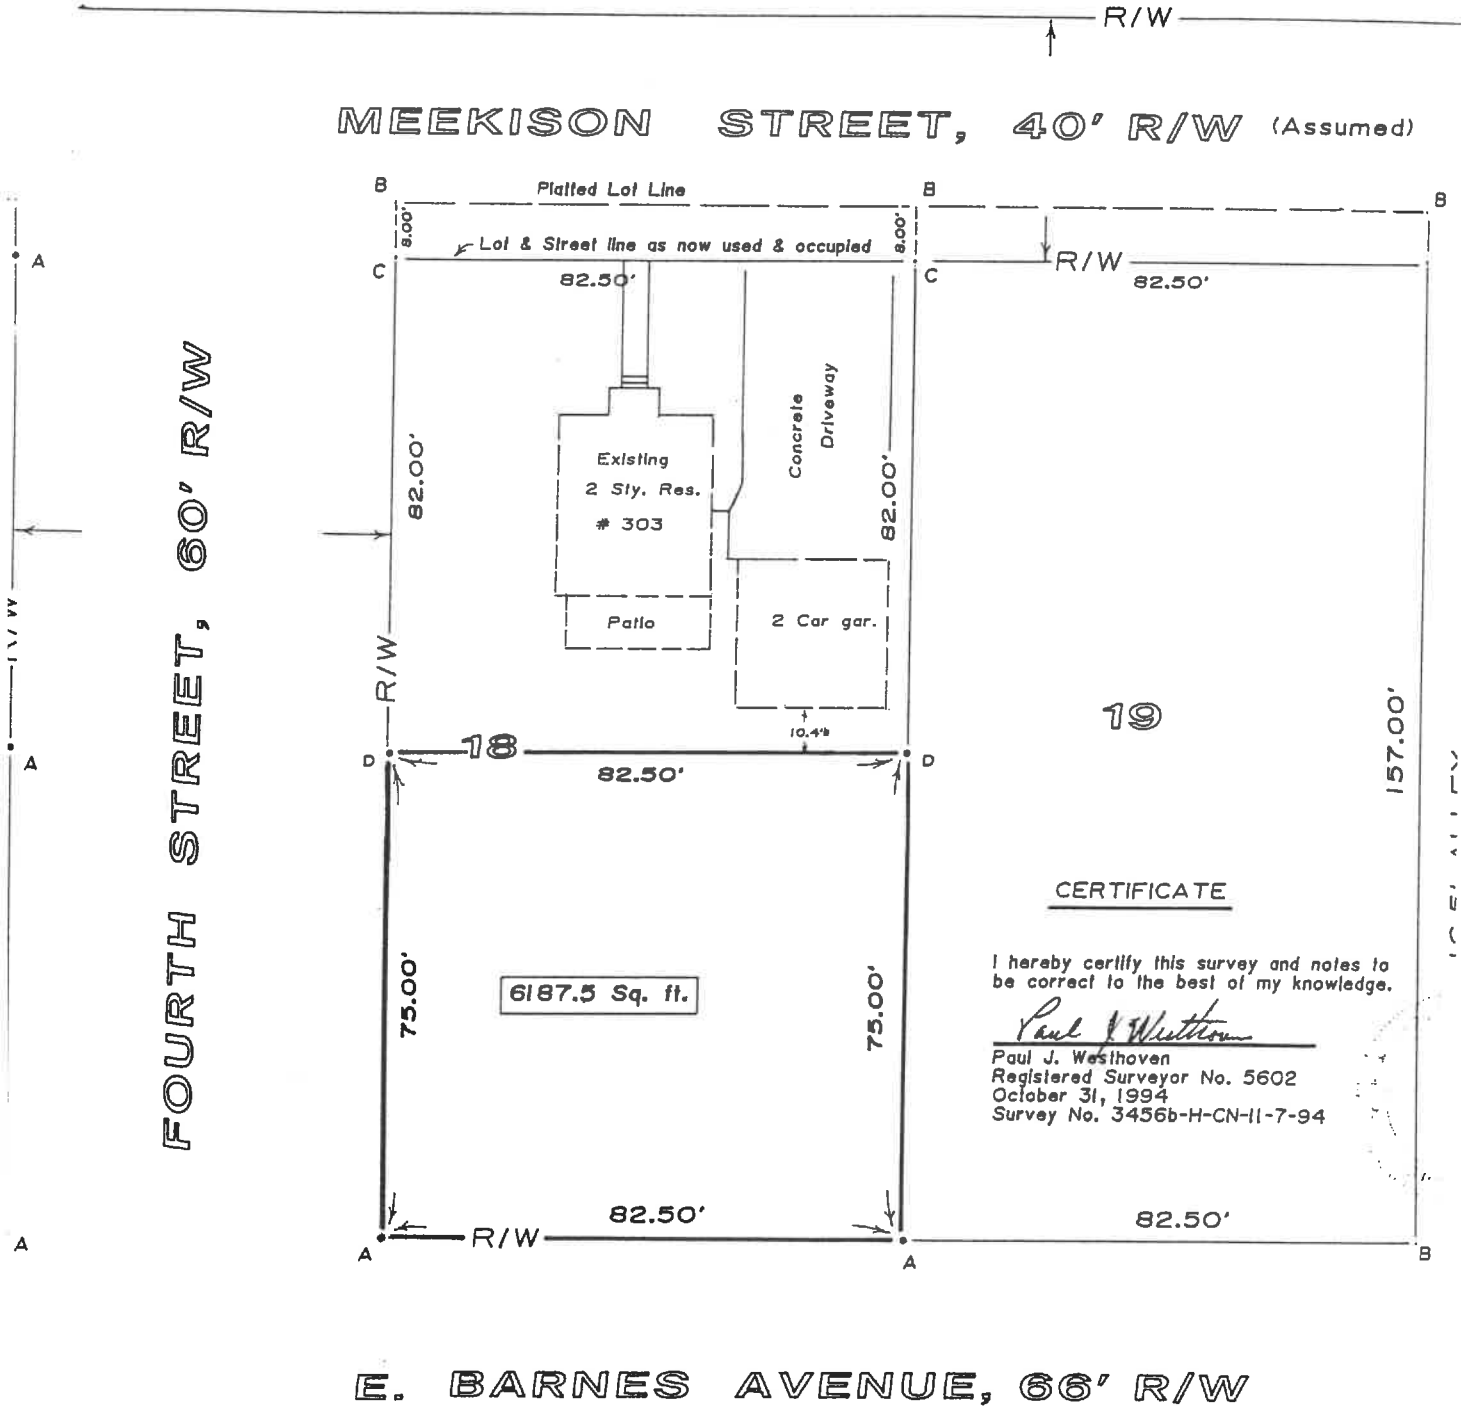 R/W
MEEKISON STREET, 40' R/W (Assumed)
B
Platted Lot Line
B
B
8.00'
8.00'
Lot & Street line as now used & occupied
A
C
82.50'
C
R/W
82.50'
FOURTH STREET, 60' R/W
82.00'
Existing
2 Sty. Res.
# 303
Concrete
Driveway
82.00'
R/W
Patio
2 Car gar.
R/W
19
157.00'
10.4'±
18
A
D
82.50'
D
CERTIFICATE
75.00'
6187.5 Sq. ft.
75.00'
I hereby certify this survey and notes to
be correct to the best of my knowledge.
Paul J Westhoven
Paul J. Westhoven
Registered Surveyor No. 5602
October 31, 1994
Survey No. 3456b-H-CN-11-7-94
82.50'
82.50'
A
A
R/W
A
B
E. BARNES AVENUE, 66' R/W